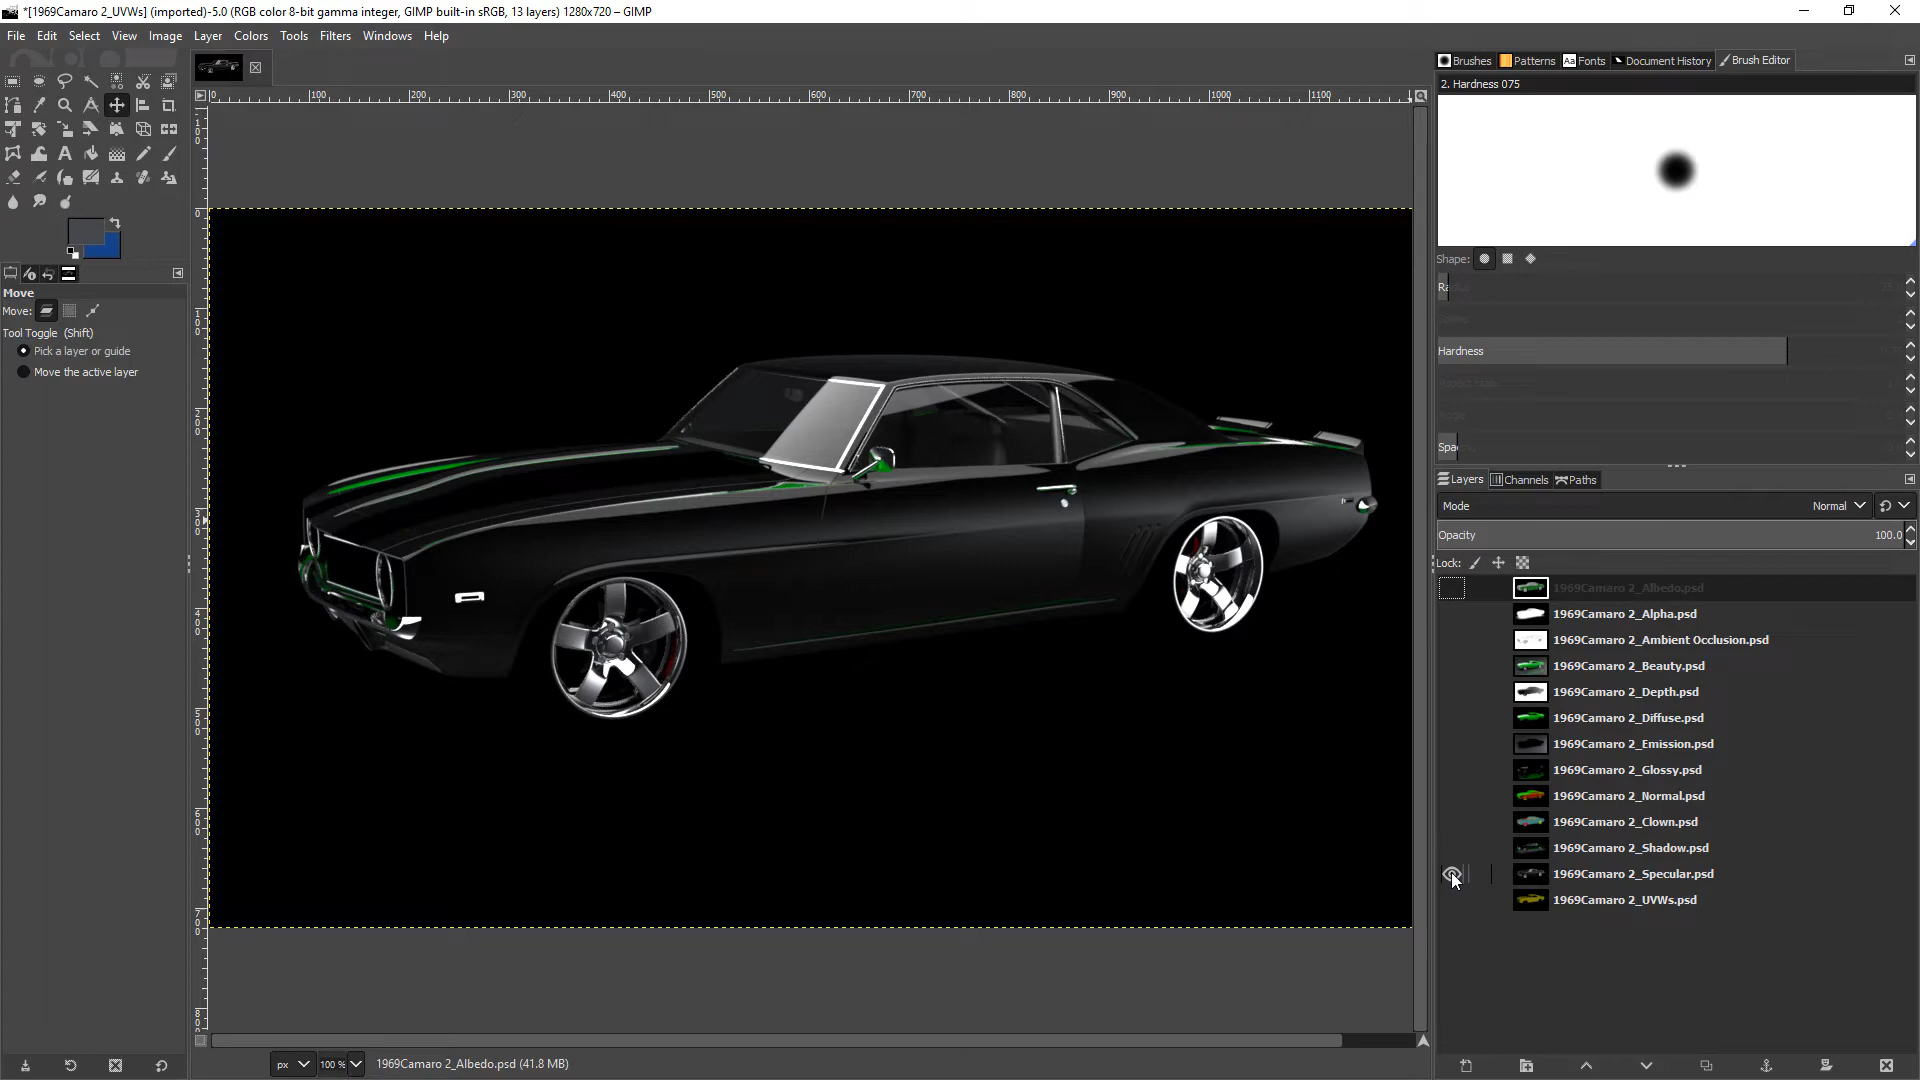 *[1969Camaro 2_UVWs] (imported)-5.0 (RGB color 8-bit gamma integer, GIMP built-in sRGB, 13 layers) 1280x720 – GIMP
File Edit Select View Image Layer Colors Tools Filters Windows Help
Brushes Patterns Fonts Document History Brush Editor
2. Hardness 075
0 100 200 300 400 500 600 700 800 900 1000 1100
Shape:
Hardness
Move
Move:
Tool Toggle (Shift)
Pick a layer or guide
Move the active layer
Layers Channels Paths
Mode Normal
Opacity 100.0
Lock:
1969Camaro 2_Albedo.psd
1969Camaro 2_Alpha.psd
1969Camaro 2_Ambient Occlusion.psd
1969Camaro 2_Beauty.psd
1969Camaro 2_Depth.psd
1969Camaro 2_Diffuse.psd
1969Camaro 2_Emission.psd
1969Camaro 2_Glossy.psd
1969Camaro 2_Normal.psd
1969Camaro 2_Clown.psd
1969Camaro 2_Shadow.psd
1969Camaro 2_Specular.psd
1969Camaro 2_UVWs.psd
px 100 % 1969Camaro 2_Albedo.psd (41.8 MB)